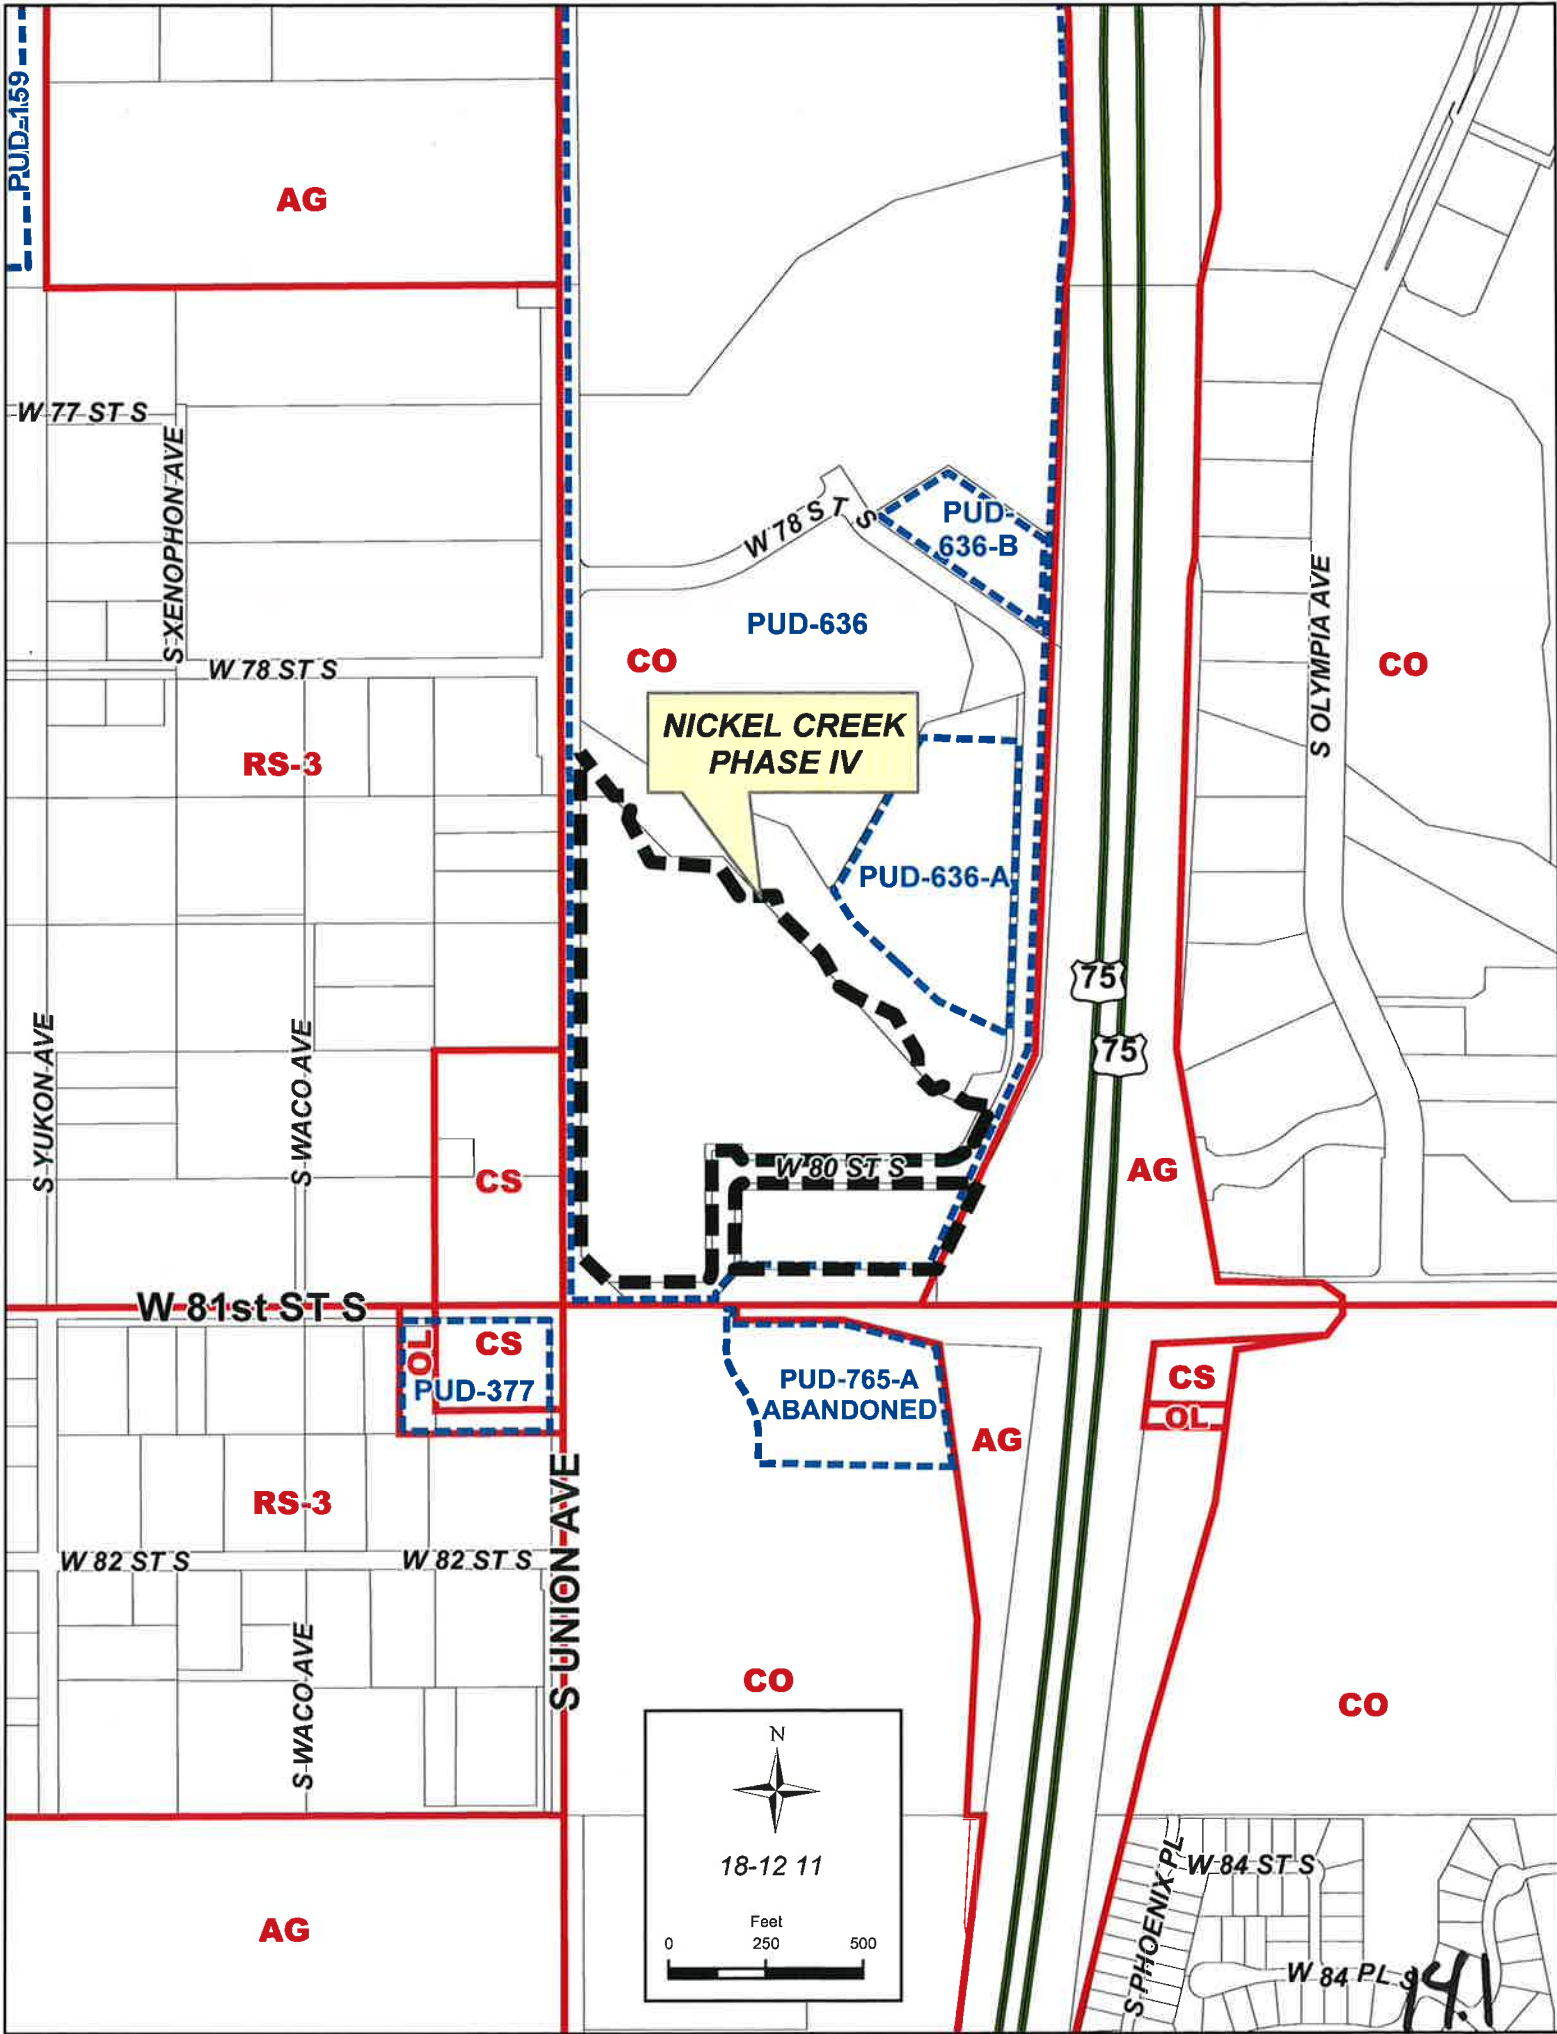 PUD-159
AG
W 77 ST S
S XENOPHON AVE
W 78 ST S
PUD-
636-B
PUD-636
CO
W 78 ST S
S OLYMPIA AVE
CO
NICKEL CREEK
PHASE IV
RS-3
PUD-636-A
75
75
S YUKON AVE
S WACO AVE
CS
W 80 ST S
AG
W 81st ST S
OL
CS
PUD-377
PUD-765-A
ABANDONED
AG
CS
OL
RS-3
S UNION AVE
W 82 ST S
W 82 ST S
S WACO AVE
CO
CO
N
18-12 11
Feet
0 250 500
AG
S PHOENIX PL
W 84 ST S
W 84 PL S
14.1